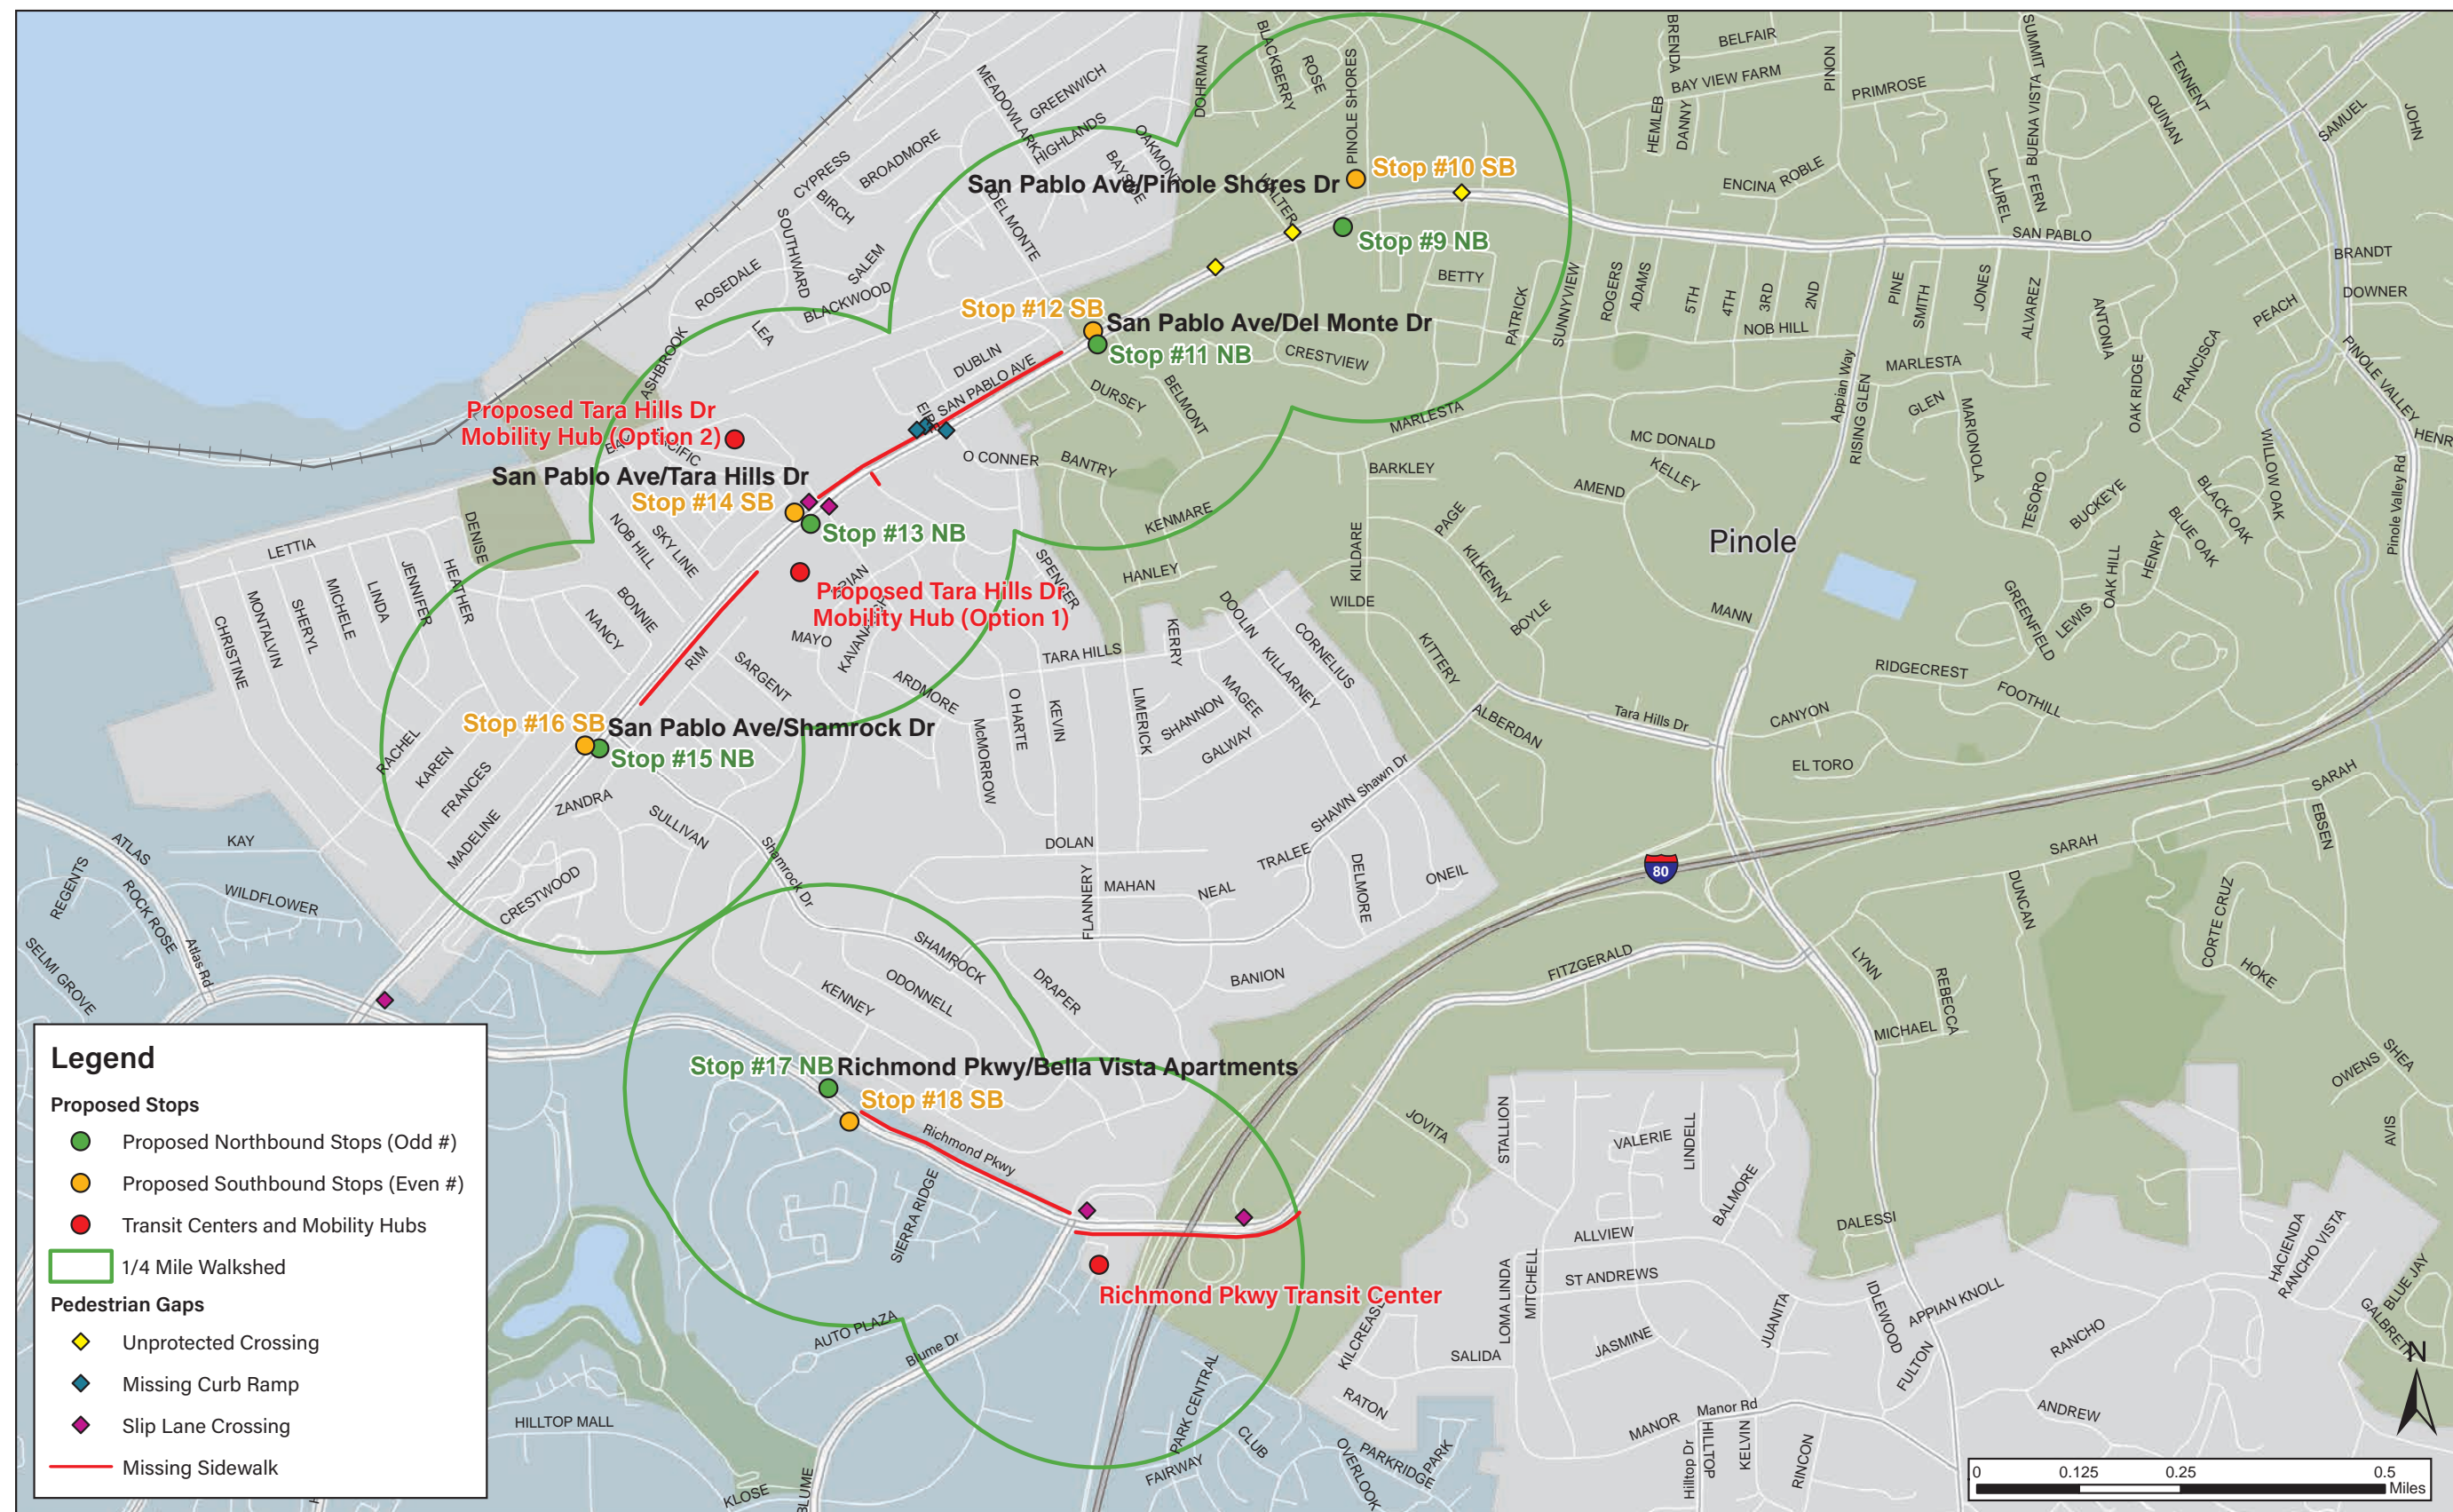 MEADOWLARK
GREENWICH
HIGHLANDS
OAKMONT
BAYSIDE
DOHRMAN
BLACKBERRY
ROSE
PINOLE SHORES
BRENDA
BELFAIR
BAY VIEW FARM
PINON
PRIMROSE
HEMLEB
DANNY
SUMMIT
BUENA VISTA
FERN
LAUREL
TENNENT
QUINAN
SAMUEL
JOHN
CYPRESS
BIRCH
BROADMORE
DEL MONTE
WALTER
San Pablo Ave/Pinole Shores Dr
Stop #10 SB
Stop #9 NB
ENCINA
ROBLE
SAN PABLO
BRANDT
DOWNER
SOUTHWARD
SALEM
ROSEDALE
BLACKWOOD
LEA
ASHBROOK
Stop #12 SB
San Pablo Ave/Del Monte Dr
Stop #11 NB
BETTY
CRESTVIEW
PATRICK
SUNNYVIEW
ROGERS
ADAMS
5TH
4TH
3RD
2ND
NOB HILL
PINE
SMITH
JONES
ALVAREZ
ANTONIA
PEACH
FRANCISCA
OAK RIDGE
PINOLE VALLEY
DUBLIN
SAN PABLO AVE
DURSEY
BELMONT
MARLESTA
MARLESTA
Appian Way
RISING GLEN
GLEN
MARIONOLA
Proposed Tara Hills Dr
Mobility Hub (Option 2)
San Pablo Ave/Tara Hills Dr
Stop #14 SB
Stop #13 NB
O CONNER
BANTRY
KENMARE
BARKLEY
MC DONALD
KELLEY
AMEND
PAGE
KILKENNY
KILDARE
BOYLE
WILDE
Pinole
MANN
TESORO
BUCKEYE
BLACK OAK
BLUE OAK
HENRY
OAK HILL
LEWIS
GREENFIELD
WILLOW OAK
Pinole Valley Rd
LETTIA
DENISE
NOB HILL
SKY LINE
HEATHER
JENNIFER
LINDA
MICHELE
SHERYL
MONTALVIN
CHRISTINE
BONNIE
NANCY
Proposed Tara Hills Dr
Mobility Hub (Option 1)
SPENCER
HANLEY
MAYO
KAVANAGH
RIM
SARGENT
ARDMORE
TARA HILLS
KERRY
DOOLIN
KILLARNEY
CORNELIUS
KITTERY
ALBERDAN
Tara Hills Dr
CANYON
RIDGECREST
FOOTHILL
EL TORO
O HARTE
KEVIN
McMORROW
LIMERICK
SHANNON
MAGEE
GALWAY
SHAWN
Shawn Dr
Stop #16 SB
San Pablo Ave/Shamrock Dr
Stop #15 NB
RACHEL
KAREN
FRANCES
MADELINE
ZANDRA
SULLIVAN
Shamrock Dr
CRESTWOOD
DOLAN
MAHAN
FLANNERY
NEAL
TRALEE
DELMORE
ONEIL
BANION
80
SARAH
SARAH
EBSEN
DUNCAN
CORTE CRUZ
HOKE
ATLAS
KAY
REGENTS
ROCK ROSE
WILDFLOWER
Atlas Rd
SELMI GROVE
SHAMROCK
DRAPER
ODONNELL
KENNEY
FITZGERALD
LYNN
REBECCA
MICHAEL
OWENS
SHEA
AVIS
Stop #17 NB
Richmond Pkwy/Bella Vista Apartments
Stop #18 SB
Richmond Pkwy
SIERRA RIDGE
JOVITA
STALLION
VALERIE
LINDELL
BALMORE
DALESSI
ALLVIEW
ST ANDREWS
LOMA LINDA
MITCHELL
JUANITA
JASMINE
IDLEWOOD
APPIAN KNOLL
FULTON
RANCHO
HACIENDA
RANCHO VISTA
BLUE JAY
Richmond Pkwy Transit Center
AUTO PLAZA
Blume Dr
KILCREASE
SALIDA
RATON
MANOR
Manor Rd
HILLTOP
Hilltop Dr
KELVIN
RINCON
ANDREW
HILLTOP MALL
KLOSE
BLUME
PARK CENTRAL
FAIRWAY
CLUB
OVERLOOK
PARKRIDGE
PARK
Legend
Proposed Stops
Proposed Northbound Stops (Odd #)
Proposed Southbound Stops (Even #)
Transit Centers and Mobility Hubs
1/4 Mile Walkshed
Pedestrian Gaps
Unprotected Crossing
Missing Curb Ramp
Slip Lane Crossing
Missing Sidewalk
N
0 0.125 0.25 0.5
Miles